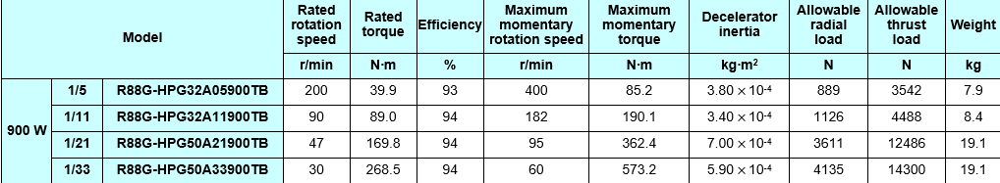 Model Rated rotation speed Rated torque Efficiency Maximum momentary rotation speed Maximum momentary torque Decelerator inertia Allowable radial load Allowable thrust load Weight
r/min N·m % r/min N·m kg·m² N N kg
900 W 1/5 R88G-HPG32A05900TB 200 39.9 93 400 85.2 3.80 × 10⁻⁴ 889 3542 7.9
1/11 R88G-HPG32A11900TB 90 89.0 94 182 190.1 3.40 × 10⁻⁴ 1126 4488 8.4
1/21 R88G-HPG50A21900TB 47 169.8 94 95 362.4 7.00 × 10⁻⁴ 3611 12486 19.1
1/33 R88G-HPG50A33900TB 30 268.5 94 60 573.2 5.90 × 10⁻⁴ 4135 14300 19.1